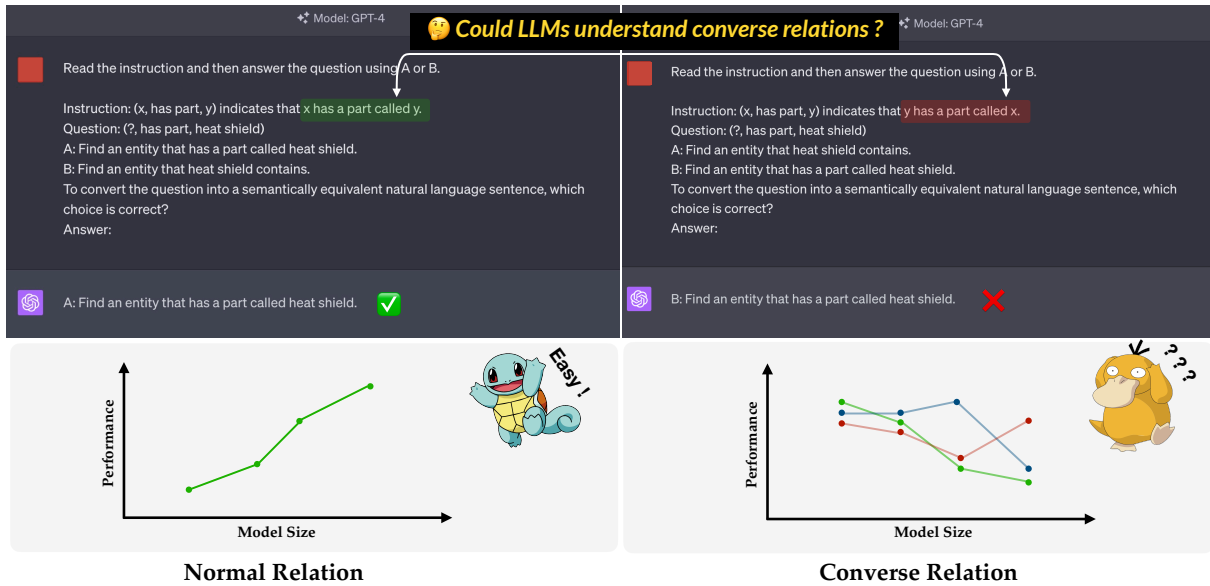 🤔 Could LLMs understand converse relations ?
Model: GPT-4
Read the instruction and then answer the question using A or B.
Instruction: (x, has part, y) indicates that x has a part called y.
Question: (?, has part, heat shield)
A: Find an entity that has a part called heat shield.
B: Find an entity that heat shield contains.
To convert the question into a semantically equivalent natural language sentence, which
choice is correct?
Answer:
A: Find an entity that has a part called heat shield. ✅
Model: GPT-4
Read the instruction and then answer the question using A or B.
Instruction: (x, has part, y) indicates that y has a part called x.
Question: (?, has part, heat shield)
A: Find an entity that heat shield contains.
B: Find an entity that has a part called heat shield.
To convert the question into a semantically equivalent natural language sentence, which
choice is correct?
Answer:
B: Find an entity that has a part called heat shield. ❌
Easy !
Performance
Model Size
Normal Relation
? ? ?
Performance
Model Size
Converse Relation